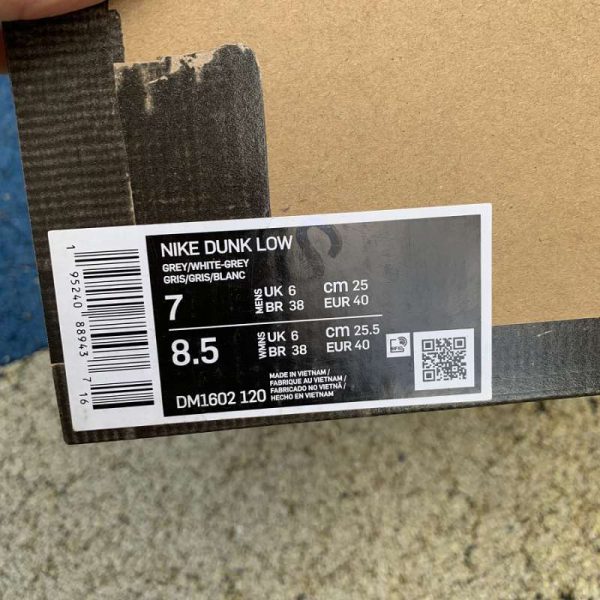 NIKE DUNK LOW
GREY/WHITE-GREY
GRIS/GRIS/BLANC
7 MENS UK 6 cm 25
BR 38 EUR 40
8.5 WMNS UK 6 cm 25.5
BR 38 EUR 40
MADE IN VIETNAM /
FABRIQUE AU VIETNAM /
FABRICADO NO VIETNÃ /
HECHO EN VIETNAM
DM1602 120
1 95240 88943 7 16